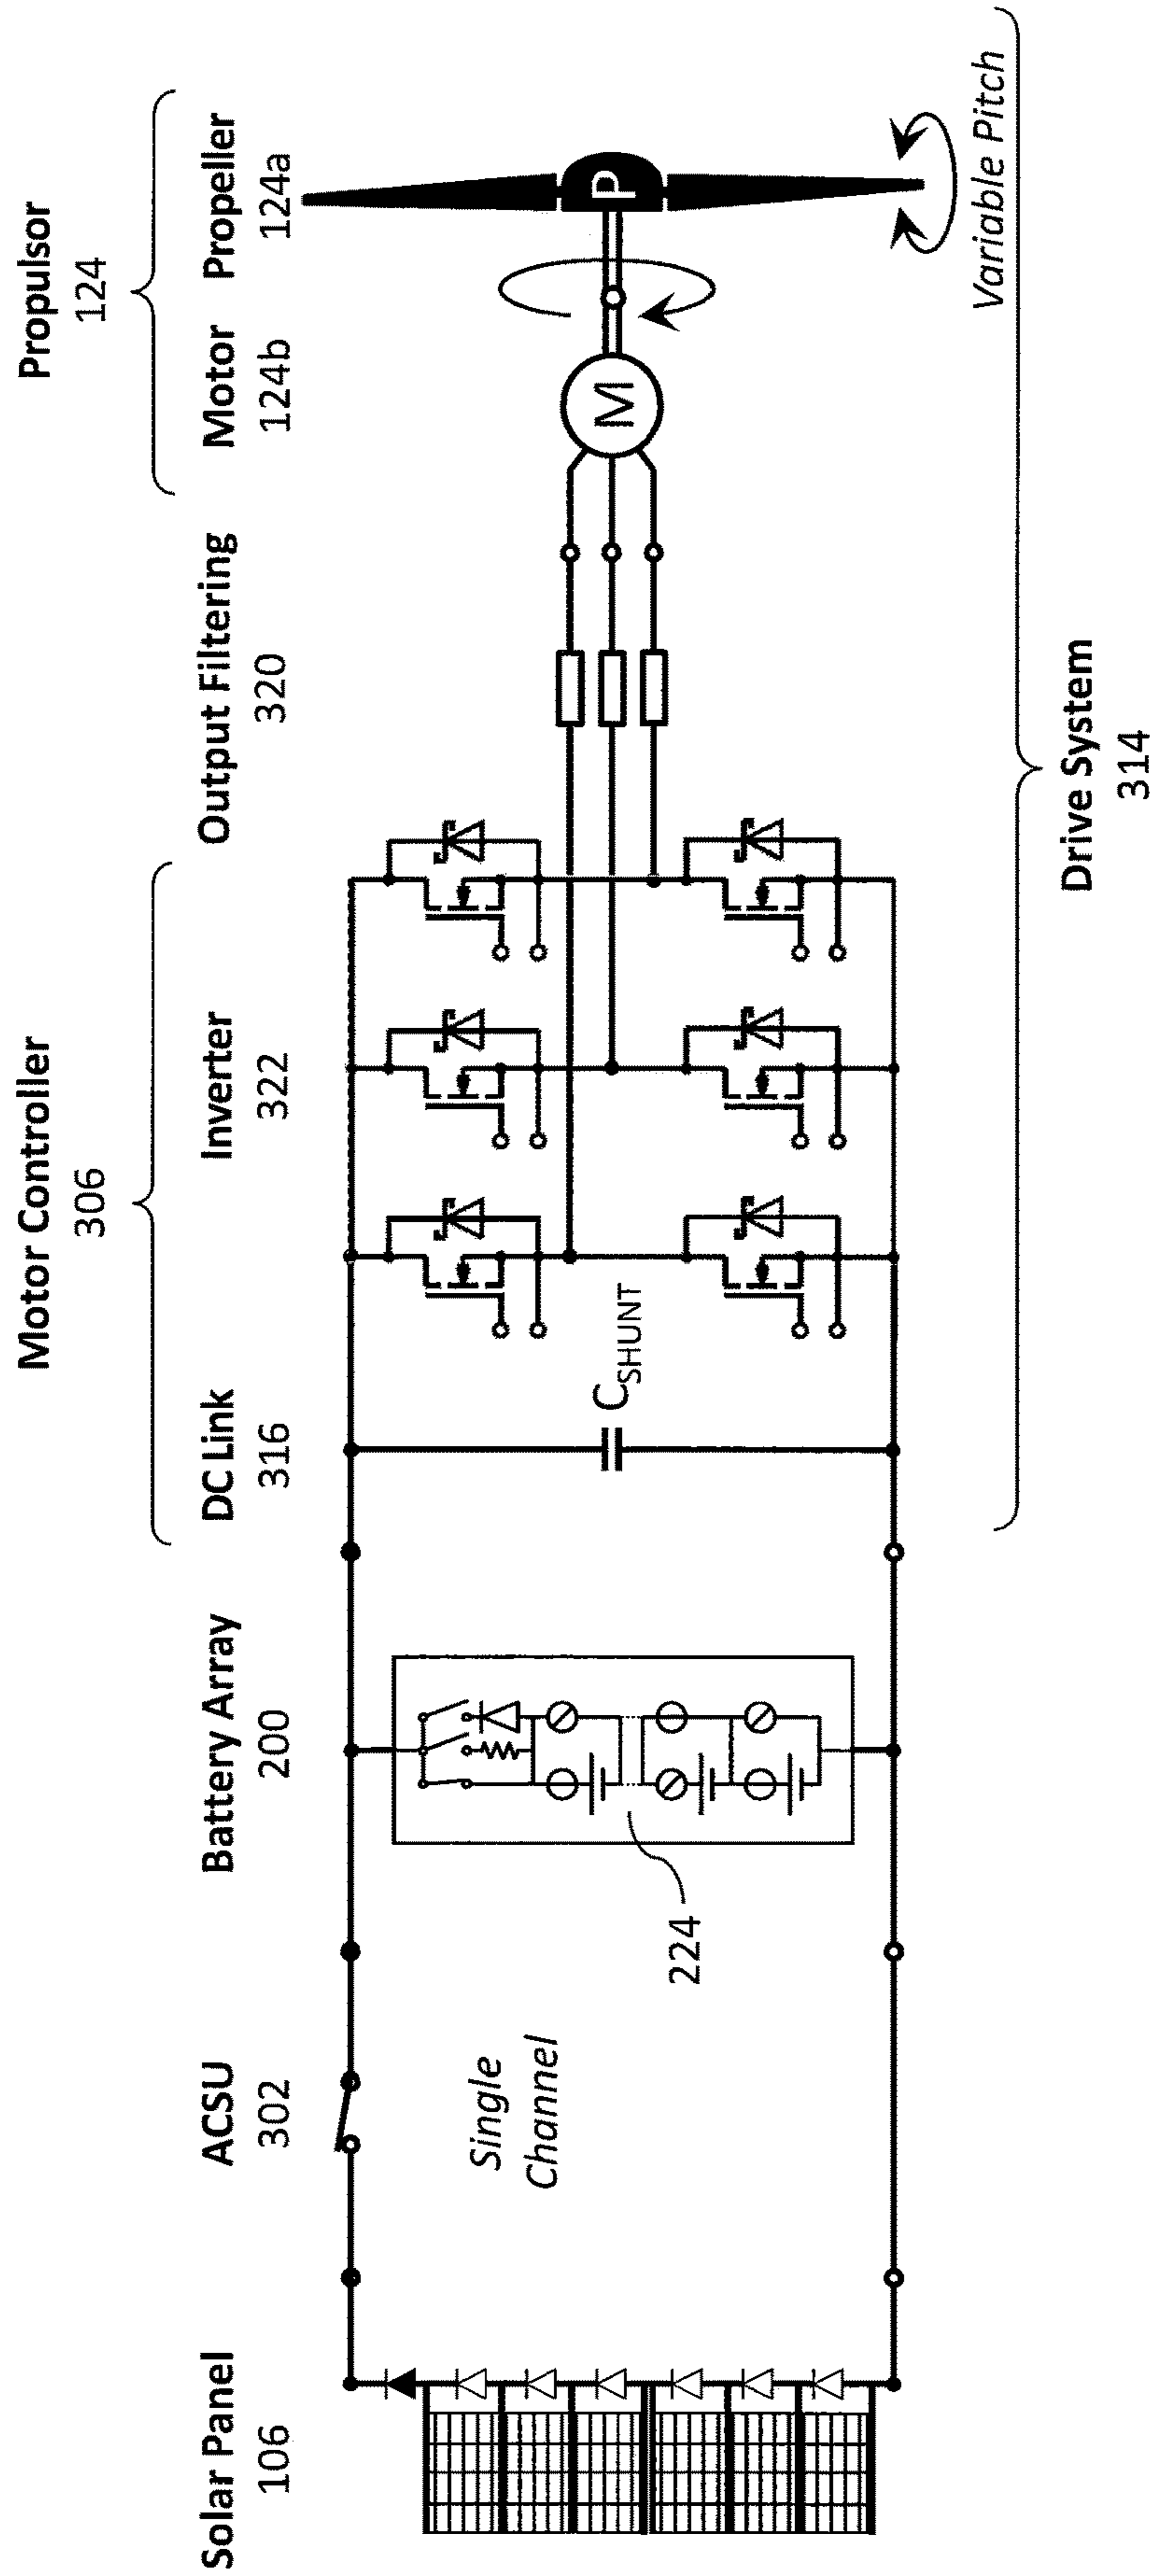 Solar Panel
106
ACSU
302
Battery Array
200
Motor Controller
306
DC Link
316
Inverter
322
Output Filtering
320
Propulsor
124
Motor
124b
Propeller
124a
Single
Channel
224
C_SHUNT
M
P
Variable Pitch
Drive System
314